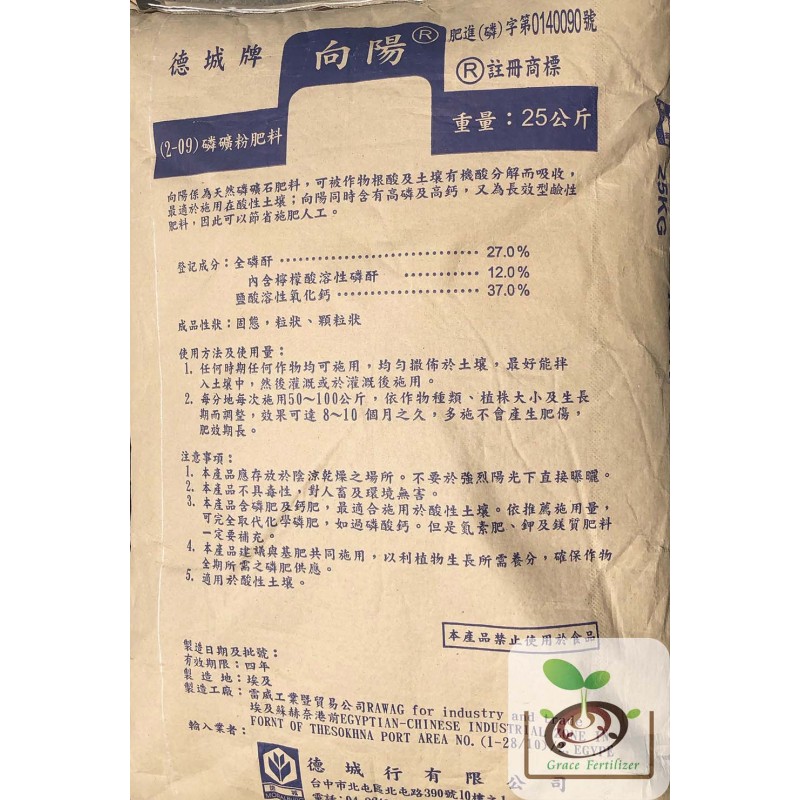 德城牌
向陽®
肥進(磷)字第0140090號
®註冊商標
(2-09)磷礦粉肥料
重量：25公斤
25KG
向陽係為天然磷礦石肥料，可被作物根酸及土壤有機酸分解而吸收，
最適於施用在酸性土壤；向陽同時含有高磷及高鈣，又為長效型鹼性
肥料，因此可以節省施肥人工。
登記成分：全磷酐 27.0%
內含檸檬酸溶性磷酐 12.0%
鹽酸溶性氧化鈣 37.0%
成品性狀：固態，粒狀、顆粒狀
使用方法及使用量：
1. 任何時期任何作物均可施用，均勻撒佈於土壤，最好能拌
入土壤中，然後灌溉或於灌溉後施用。
2. 每分地每次施用50～100公斤，依作物種類、植株大小及生長
期而調整，效果可達 8～10 個月之久，多施不會產生肥傷，
肥效期長。
注意事項：
1. 本產品應存放於陰涼乾燥之場所。不要於強烈陽光下直接曝曬。
2. 本產品不具毒性，對人畜及環境無害。
3. 本產品含磷肥及鈣肥，最適合施用於酸性土壤。依推薦施用量，
可完全取代化學磷肥，如過磷酸鈣。但是氮素肥、鉀及鎂質肥料
一定要補充。
4. 本產品建議與基肥共同施用，以利植物生長所需養分，確保作物
全期所需之磷肥供應。
5. 適用於酸性土壤。
本產品禁止使用於食品
製造日期及批號：
有效期限：四年
製 造 地：埃及
製造工廠：雷威工業暨貿易公司RAWAG for industry and Trade
埃及蘇赫奈港前EGYPTIAN-CHINESE INDUSTRIAL ZONE IN
FORNT OF THESOKHNA PORT AREA NO. (1-28/10) EGYPT
輸入業者：
德城行有限公司
台中市北屯區北屯路390號10樓之1
Grace Fertilizer